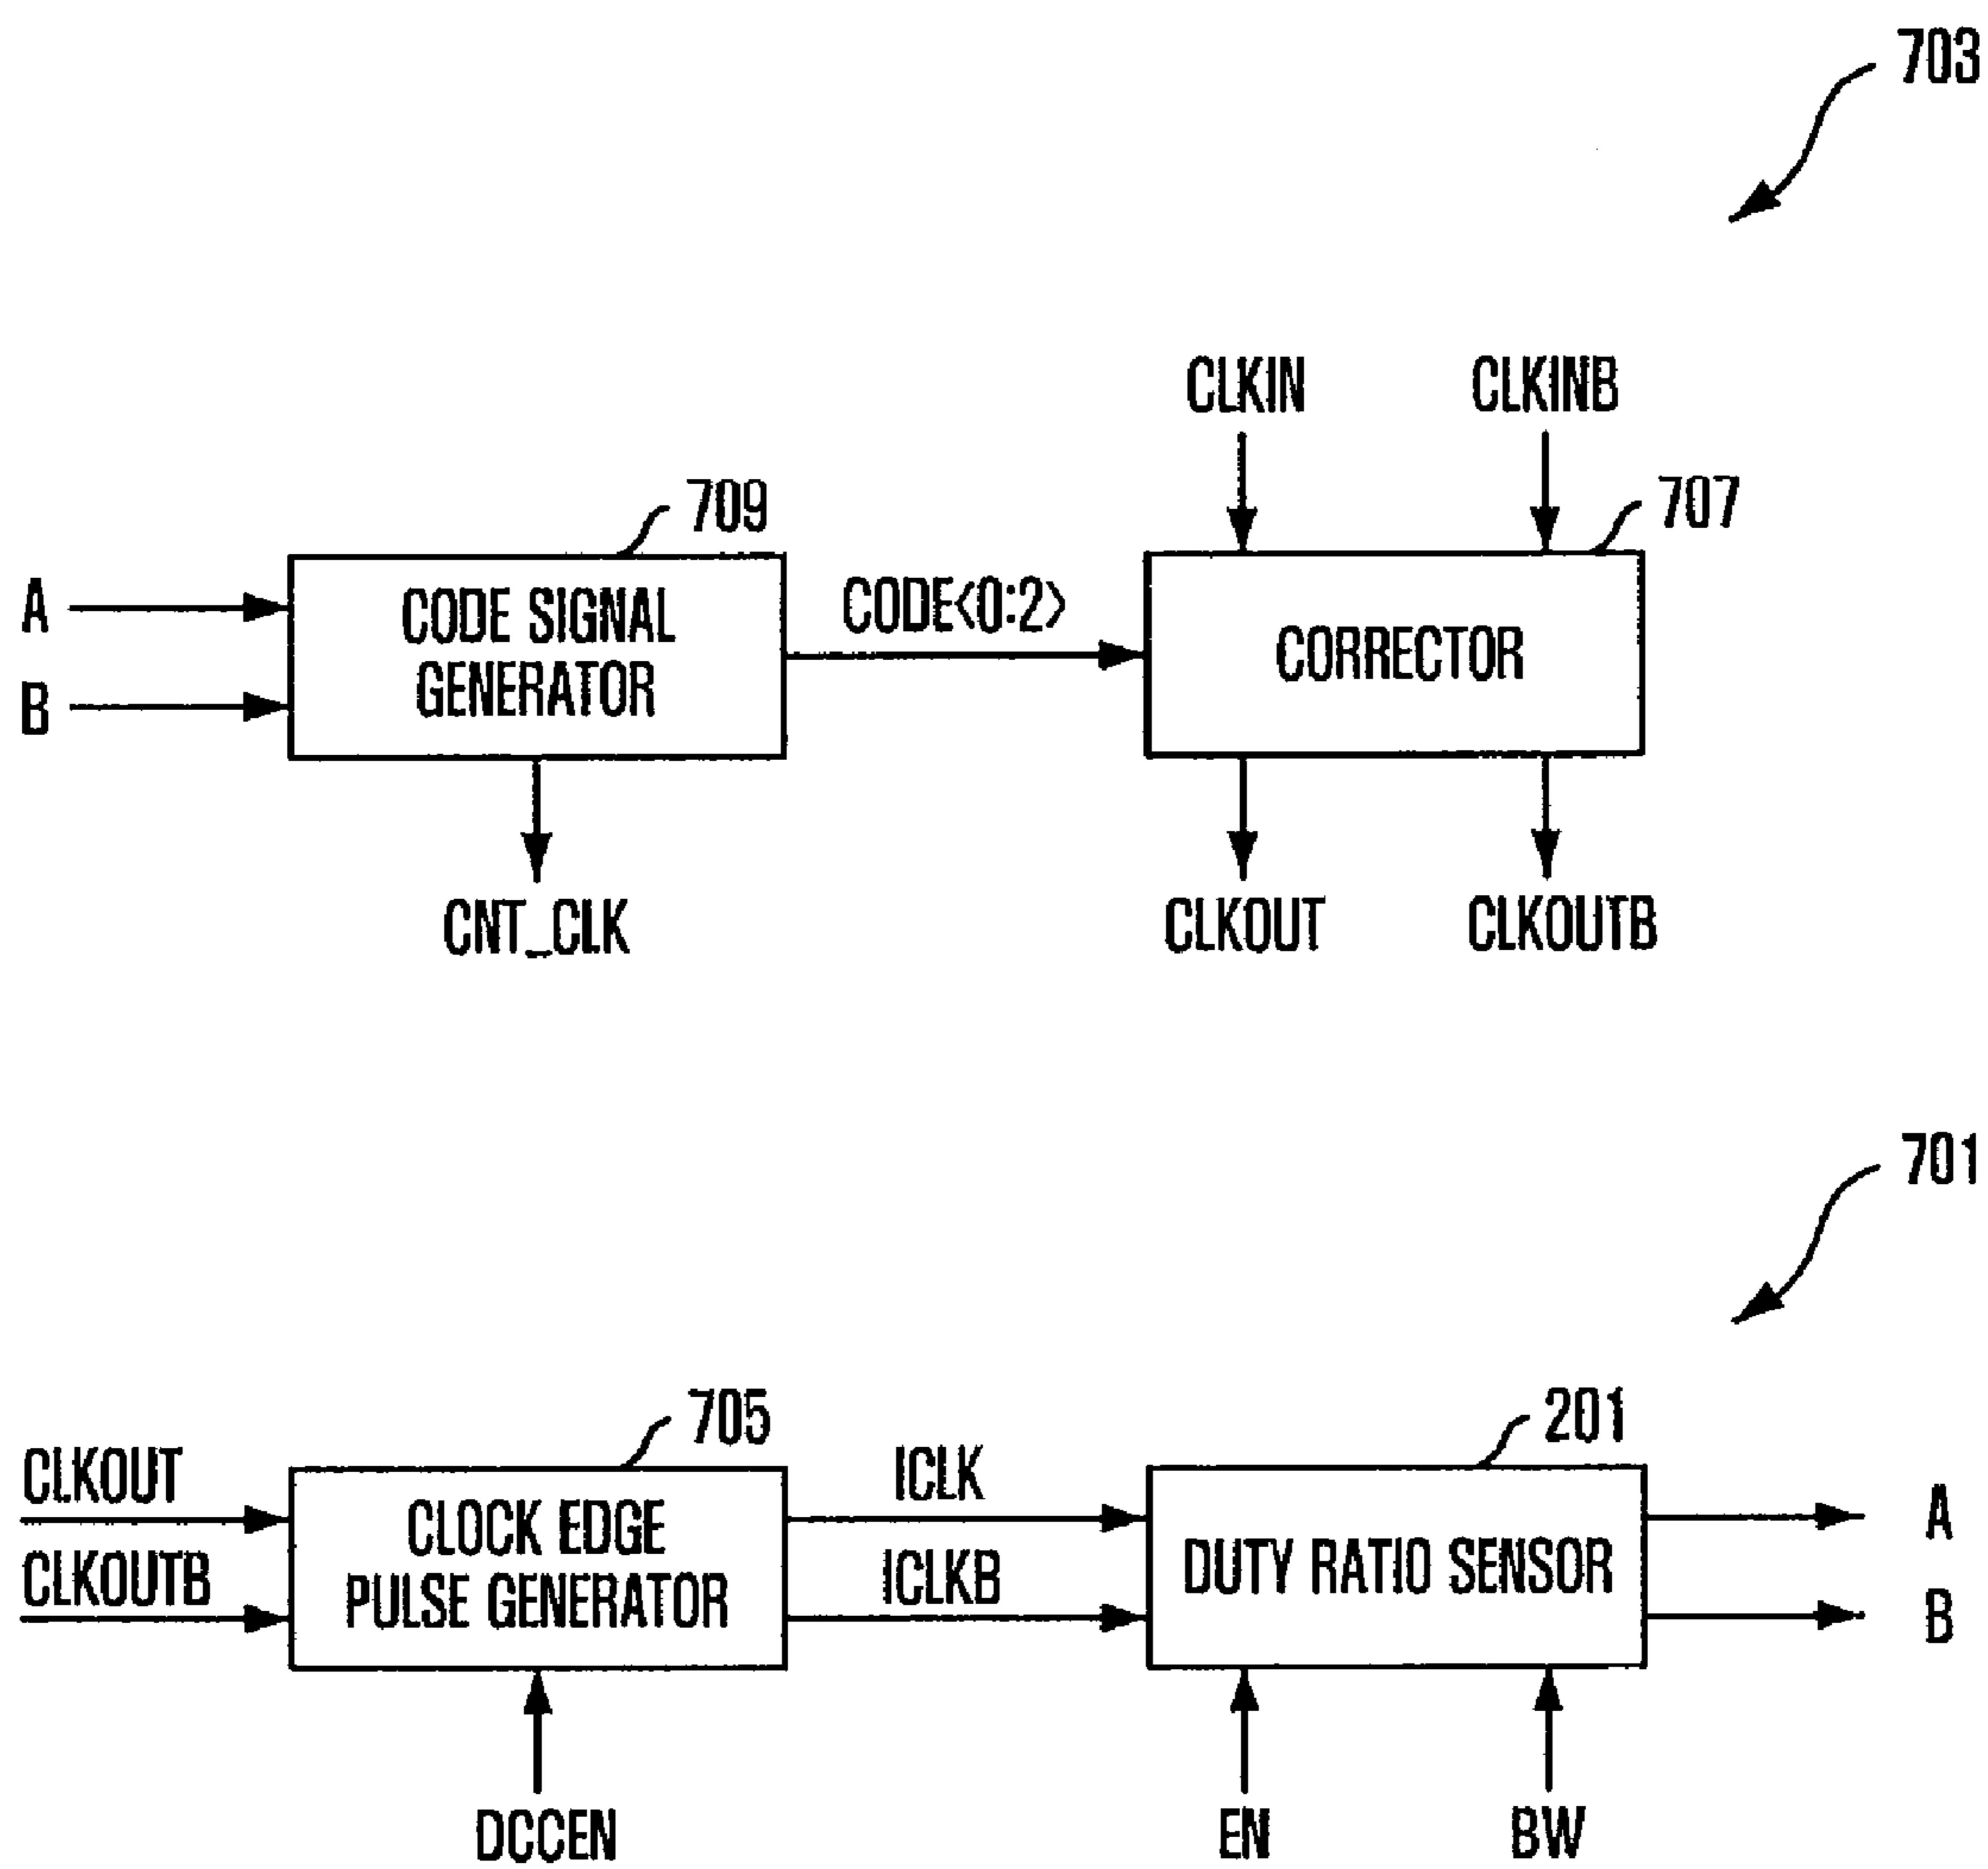 703
CLKIN
CLKINB
709
707
A
CODE SIGNAL
GENERATOR
CODE<0:2>
CORRECTOR
B
CNT_CLK
CLKOUT
CLKOUTB
701
705
201
CLKOUT
CLOCK EDGE
PULSE GENERATOR
ICLK
DUTY RATIO SENSOR
A
CLKOUTB
ICLKB
B
DCCEN
EN
BW